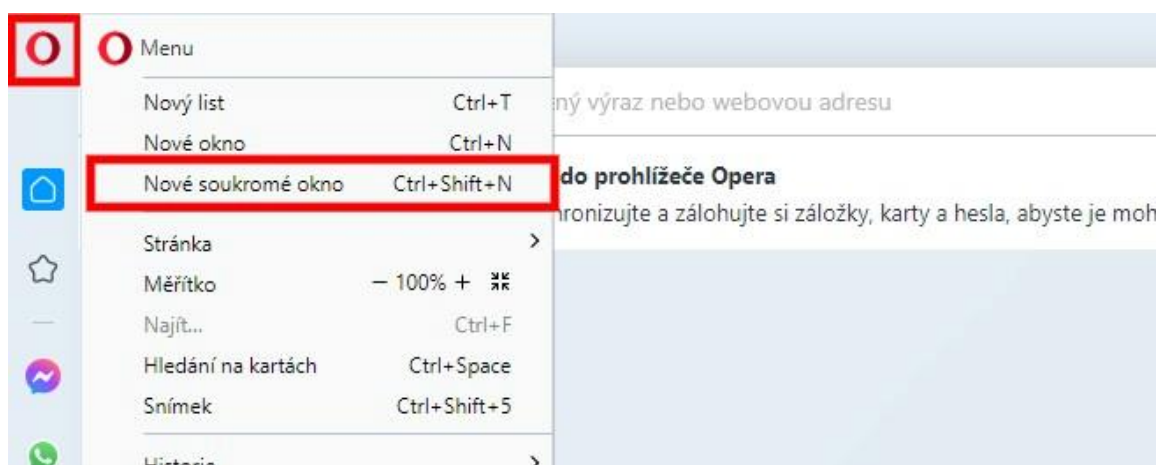 Menu
Nový list Ctrl+T
ný výraz nebo webovou adresu
Nové okno Ctrl+N
Nové soukromé okno Ctrl+Shift+N
do prohlížeče Opera
hronizujte a zálohujte si záložky, karty a hesla, abyste je moh
Stránka >
Měřítko − 100% +
Najít... Ctrl+F
Hledání na kartách Ctrl+Space
Snímek Ctrl+Shift+5
Historie >